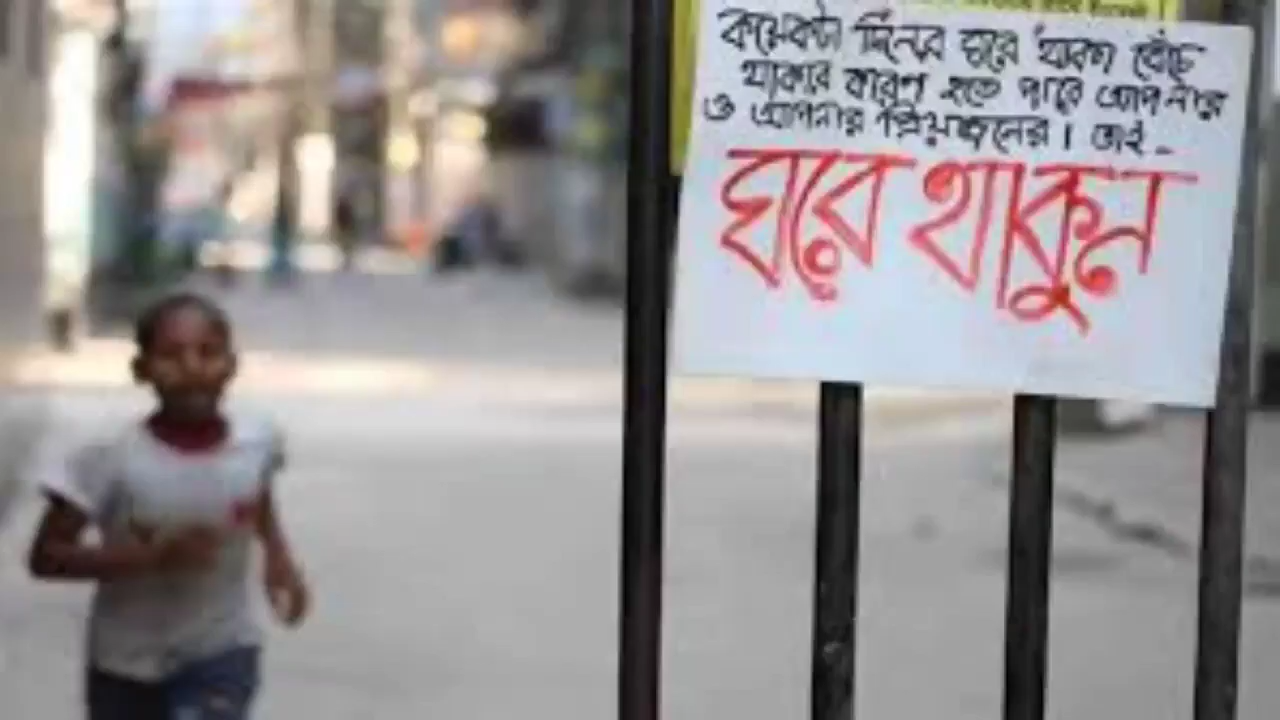 কয়েকটা দিনের ঘরে থাকা বেঁচে
থাকার কারণ হতে পারে আপনার
ও আপনার প্রিয়জনের। তাই-
ঘরে থাকুন